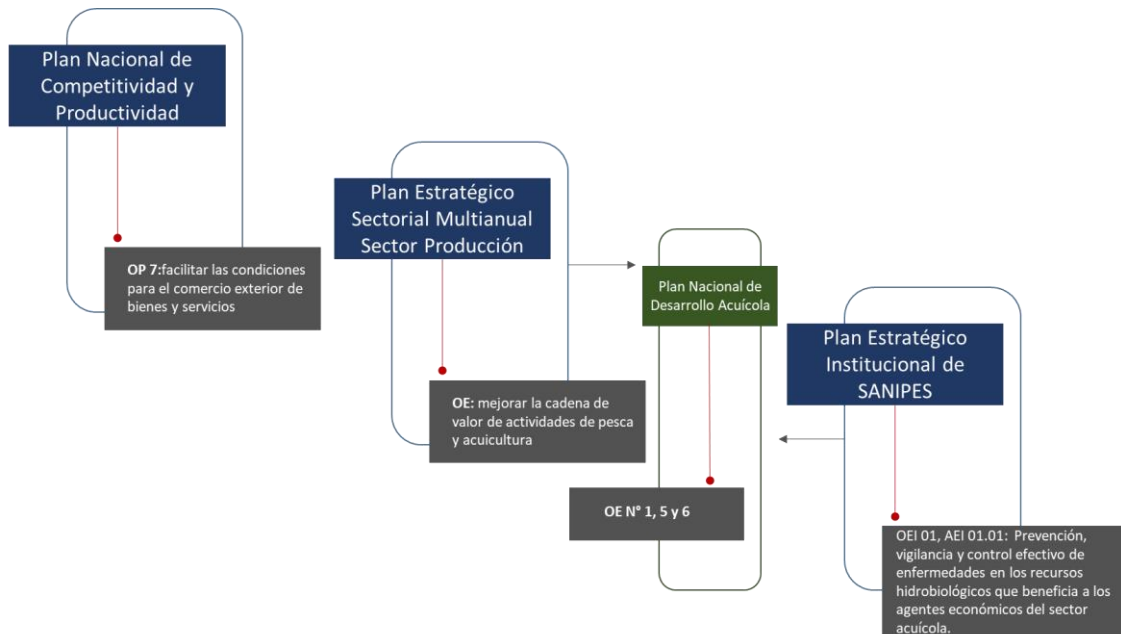 Plan Nacional de
Competitividad y
Productividad
OP 7:facilitar las condiciones
para el comercio exterior de
bienes y servicios
Plan Estratégico
Sectorial Multianual
Sector Producción
OE: mejorar la cadena de
valor de actividades de pesca
y acuicultura
Plan Nacional de
Desarrollo Acuícola
OE N° 1, 5 y 6
Plan Estratégico
Institucional de
SANIPES
OEI 01, AEI 01.01: Prevención,
vigilancia y control efectivo de
enfermedades en los recursos
hidrobiológicos que beneficia a los
agentes económicos del sector
acuícola.